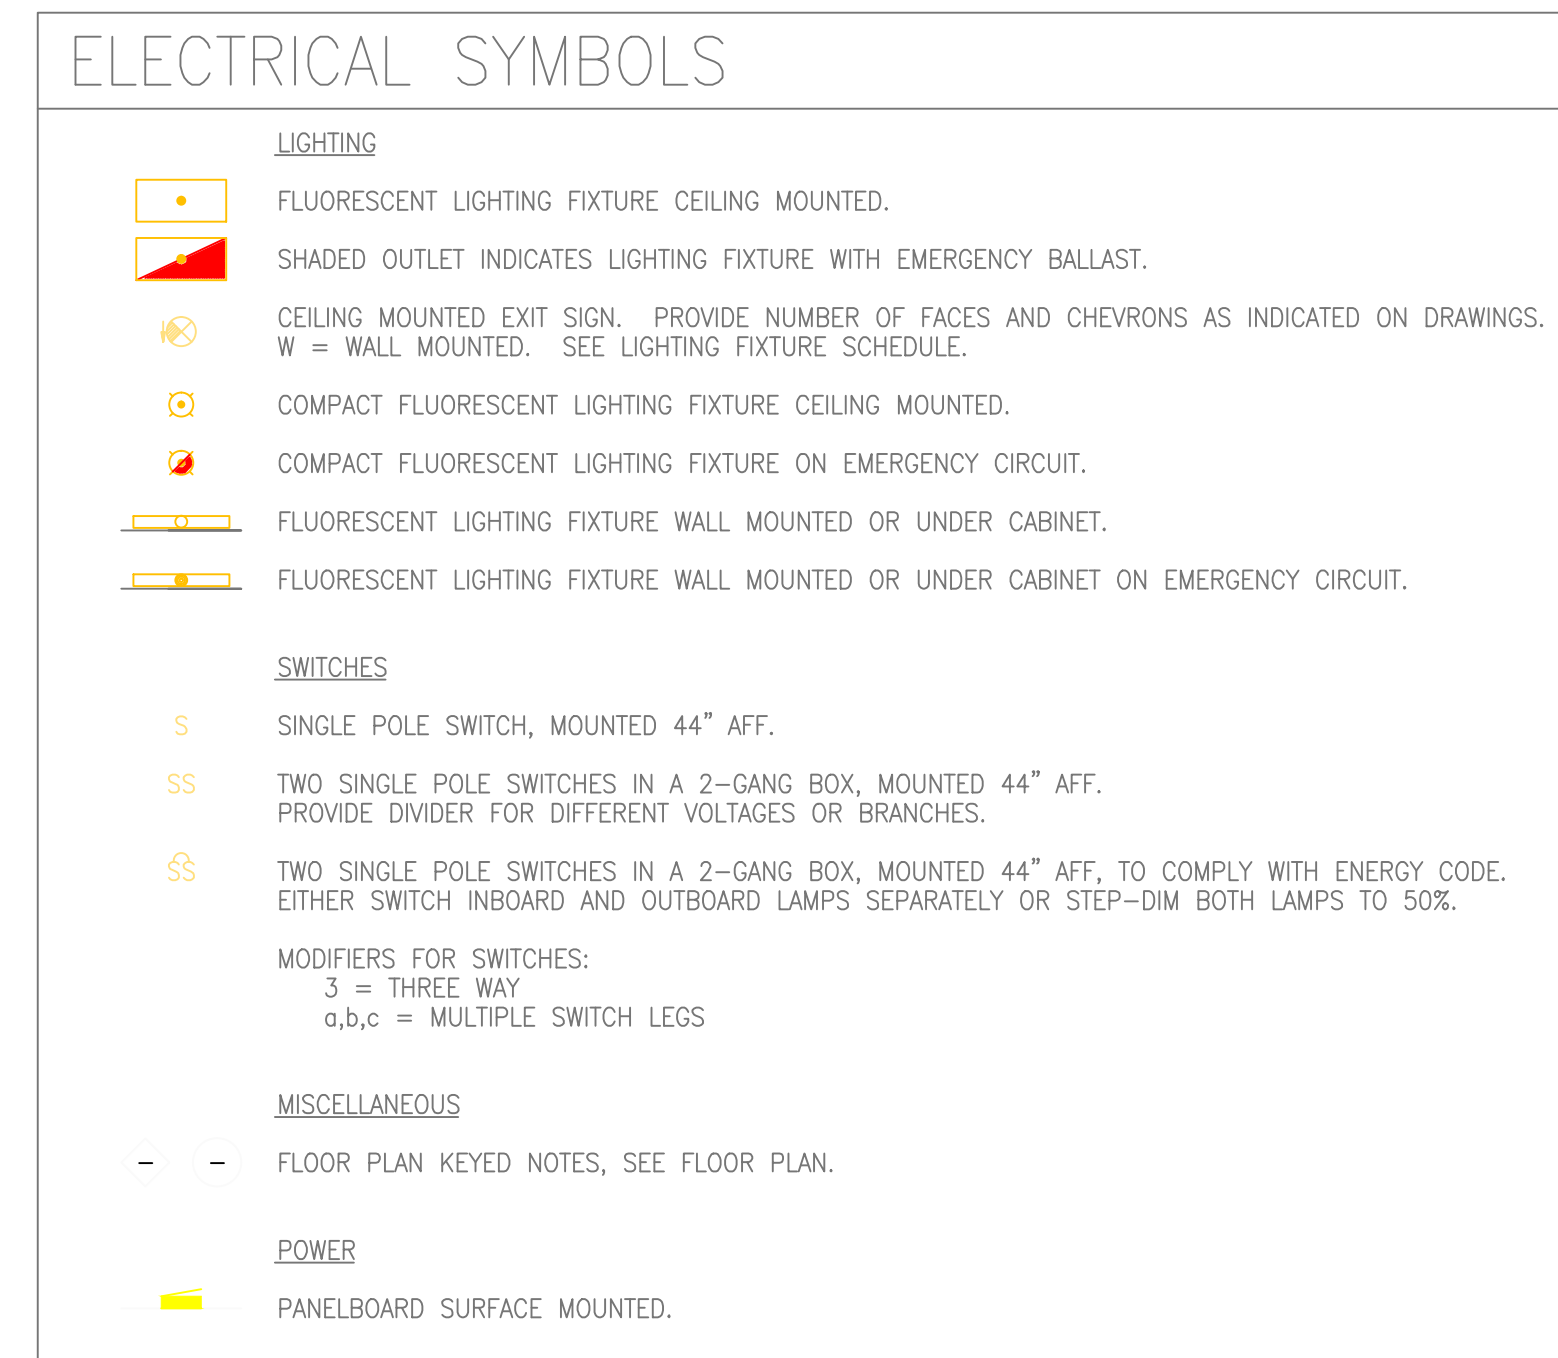 ELECTRICAL SYMBOLS
LIGHTING
FLUORESCENT LIGHTING FIXTURE CEILING MOUNTED.
SHADED OUTLET INDICATES LIGHTING FIXTURE WITH EMERGENCY BALLAST.
CEILING MOUNTED EXIT SIGN.  PROVIDE NUMBER OF FACES AND CHEVRONS AS INDICATED ON DRAWINGS.
W = WALL MOUNTED.  SEE LIGHTING FIXTURE SCHEDULE.
COMPACT FLUORESCENT LIGHTING FIXTURE CEILING MOUNTED.
COMPACT FLUORESCENT LIGHTING FIXTURE ON EMERGENCY CIRCUIT.
FLUORESCENT LIGHTING FIXTURE WALL MOUNTED OR UNDER CABINET.
FLUORESCENT LIGHTING FIXTURE WALL MOUNTED OR UNDER CABINET ON EMERGENCY CIRCUIT.
SWITCHES
S SINGLE POLE SWITCH, MOUNTED 44" AFF.
SS TWO SINGLE POLE SWITCHES IN A 2-GANG BOX, MOUNTED 44" AFF.
PROVIDE DIVIDER FOR DIFFERENT VOLTAGES OR BRANCHES.
SS TWO SINGLE POLE SWITCHES IN A 2-GANG BOX, MOUNTED 44" AFF, TO COMPLY WITH ENERGY CODE.
EITHER SWITCH INBOARD AND OUTBOARD LAMPS SEPARATELY OR STEP-DIM BOTH LAMPS TO 50%.
MODIFIERS FOR SWITCHES:
3 = THREE WAY
a,b,c = MULTIPLE SWITCH LEGS
MISCELLANEOUS
- - FLOOR PLAN KEYED NOTES, SEE FLOOR PLAN.
POWER
PANELBOARD SURFACE MOUNTED.